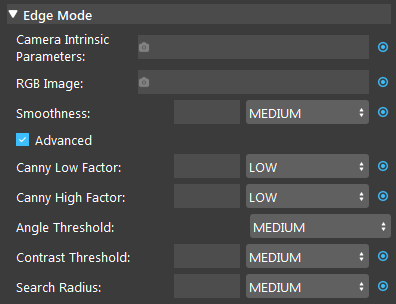 Edge Mode
Camera Intrinsic
Parameters:
RGB Image:
Smoothness: MEDIUM
Advanced
Canny Low Factor: LOW
Canny High Factor: LOW
Angle Threshold: MEDIUM
Contrast Threshold: MEDIUM
Search Radius: MEDIUM